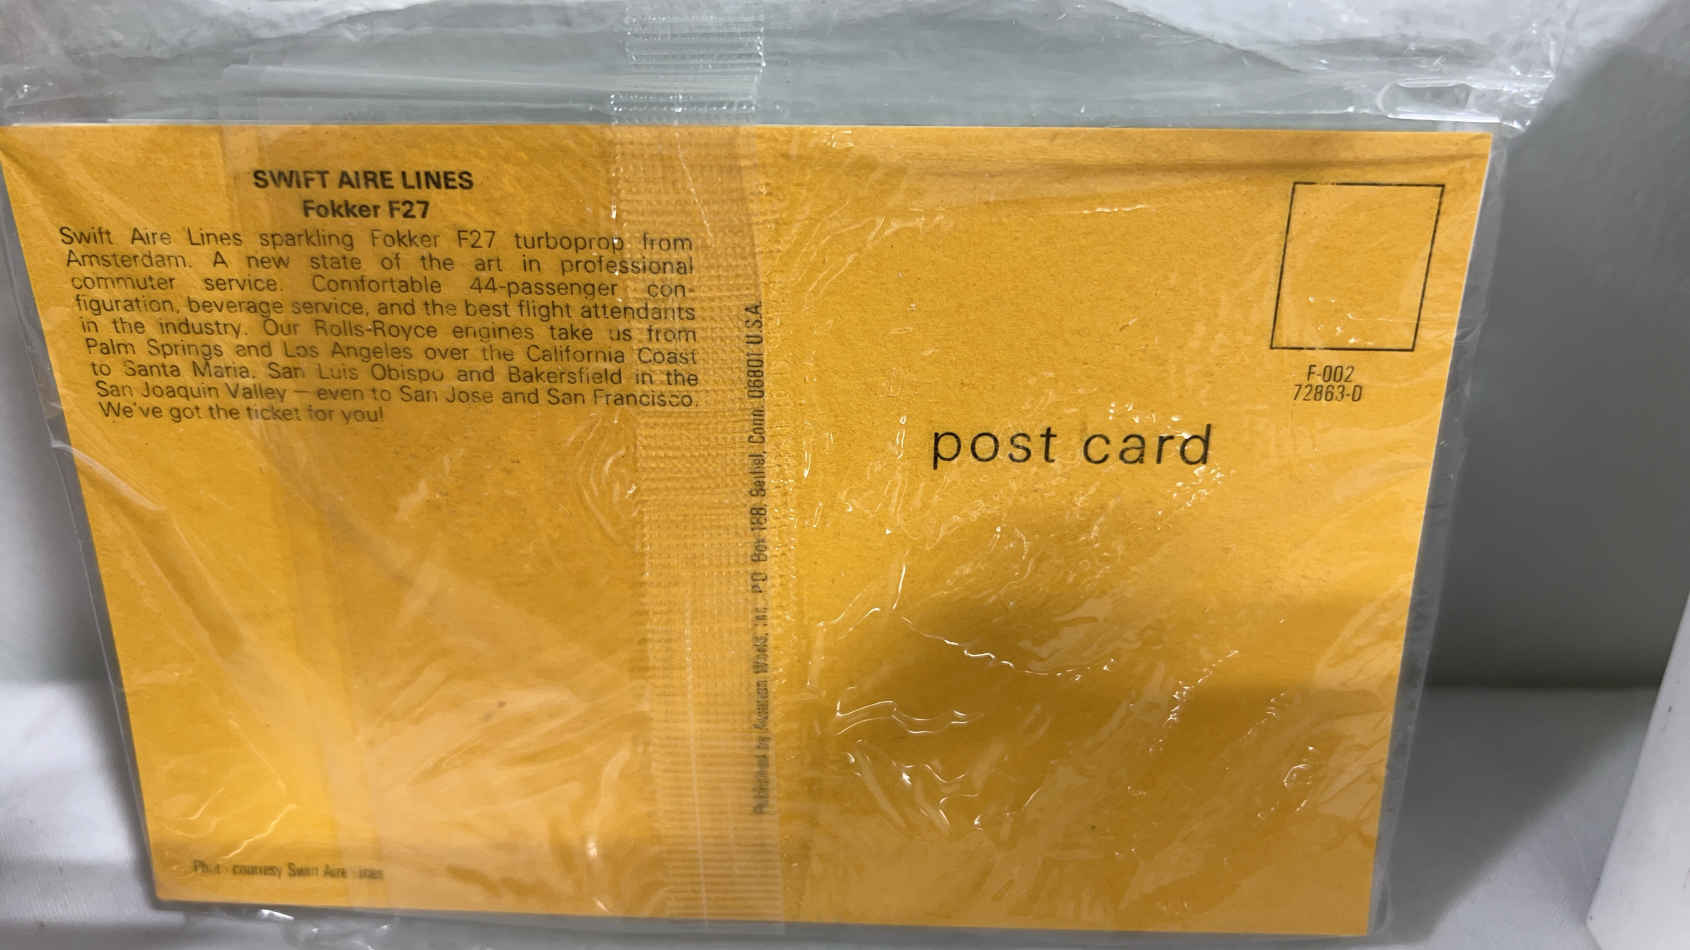 SWIFT AIRE LINES
Fokker F27
Swift Aire Lines sparkling Fokker F27 turboprop from
Amsterdam. A new state of the art in professional
commuter service. Comfortable 44-passenger con-
figuration, beverage service, and the best flight attendants
in the industry. Our Rolls-Royce engines take us from
Palm Springs and Los Angeles over the California Coast
to Santa Maria, San Luis Obispo and Bakersfield in the
San Joaquin Valley — even to San Jose and San Francisco.
We've got the ticket for you!
Photo courtesy Swift Aire Lines
Published by Aviation World, Inc. P.O. Box 188, Bethel, Conn. 06801 U.S.A.
F-002
72863-D
post card